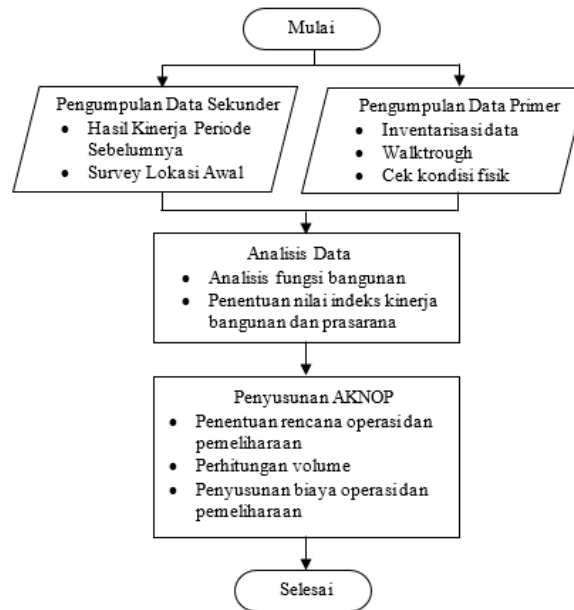 Mulai
Pengumpulan Data Sekunder
• Hasil Kinerja Periode
Sebelumnya
• Survey Lokasi Awal
Pengumpulan Data Primer
• Inventarisasi data
• Walktrough
• Cek kondisi fisik
Analisis Data
• Analisis fungsi bangunan
• Penentuan nilai indeks kinerja
bangunan dan prasarana
Penyusunan AKNOP
• Penentuan rencana operasi dan
pemeliharaan
• Perhitungan volume
• Penyusunan biaya operasi dan
pemeliharaan
Selesai